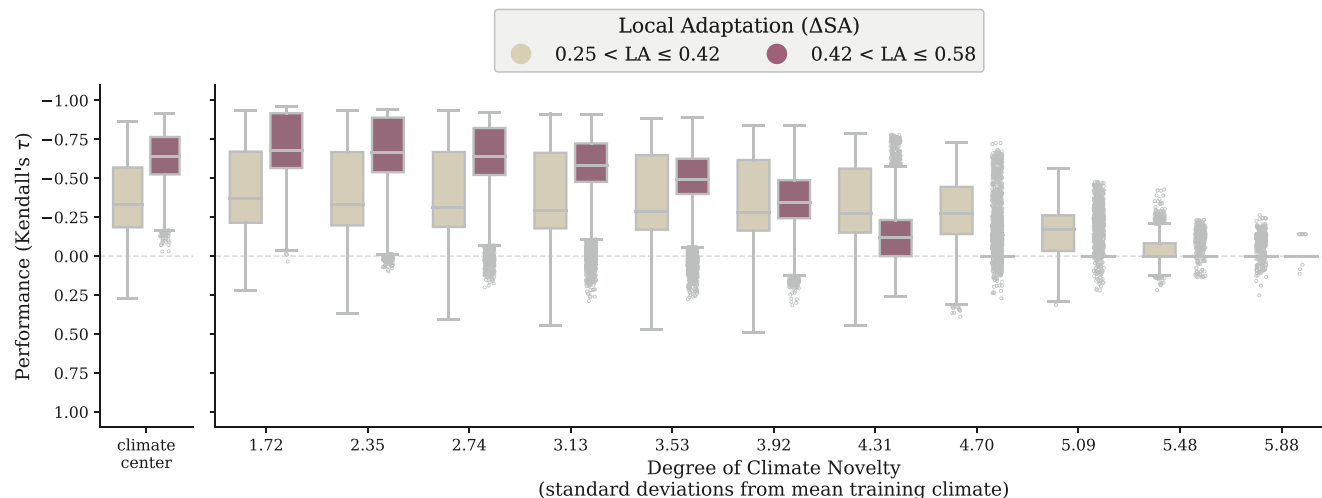 Local Adaptation (ΔSA)
0.25 < LA ≤ 0.42 0.42 < LA ≤ 0.58
Performance (Kendall's τ)
−1.00
−0.75
−0.50
−0.25
0.00
0.25
0.50
0.75
1.00
climate
center
1.72 2.35 2.74 3.13 3.53 3.92 4.31 4.70 5.09 5.48 5.88
Degree of Climate Novelty
(standard deviations from mean training climate)